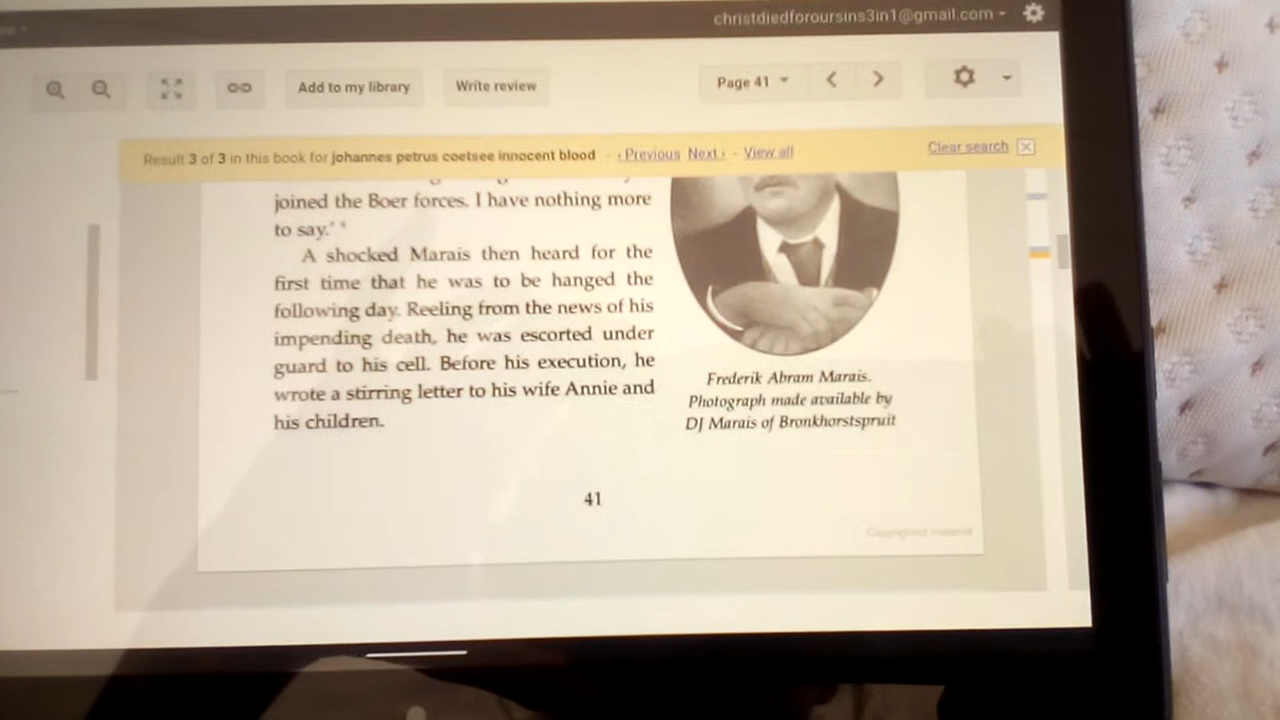 christdiedforoursins3in1@gmail.com
Add to my library
Write review
Page 41
Result 3 of 3 in this book for johannes petrus coetsee innocent blood
‹ Previous Next › · View all
Clear search
joined the Boer forces. I have nothing more
to say.' *
A shocked Marais then heard for the
first time that he was to be hanged the
following day. Reeling from the news of his
impending death, he was escorted under
guard to his cell. Before his execution, he
wrote a stirring letter to his wife Annie and
his children.
Frederik Abram Marais.
Photograph made available by
DJ Marais of Bronkhorstspruit
41
Copyrighted material